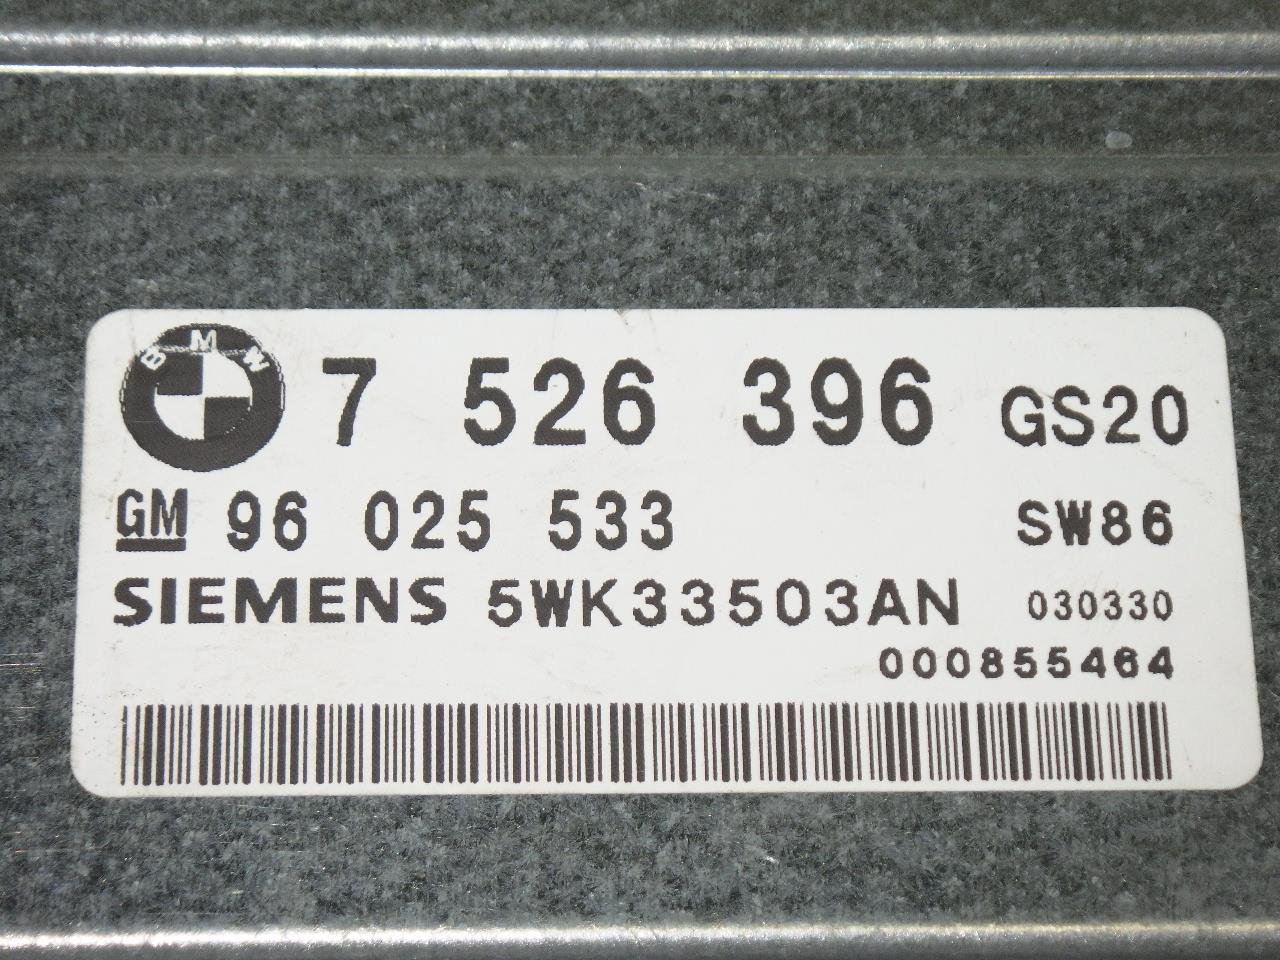 BMW 7 526 396 GS20
GM 96 025 533 SW86
SIEMENS 5WK33503AN 030330
000855464